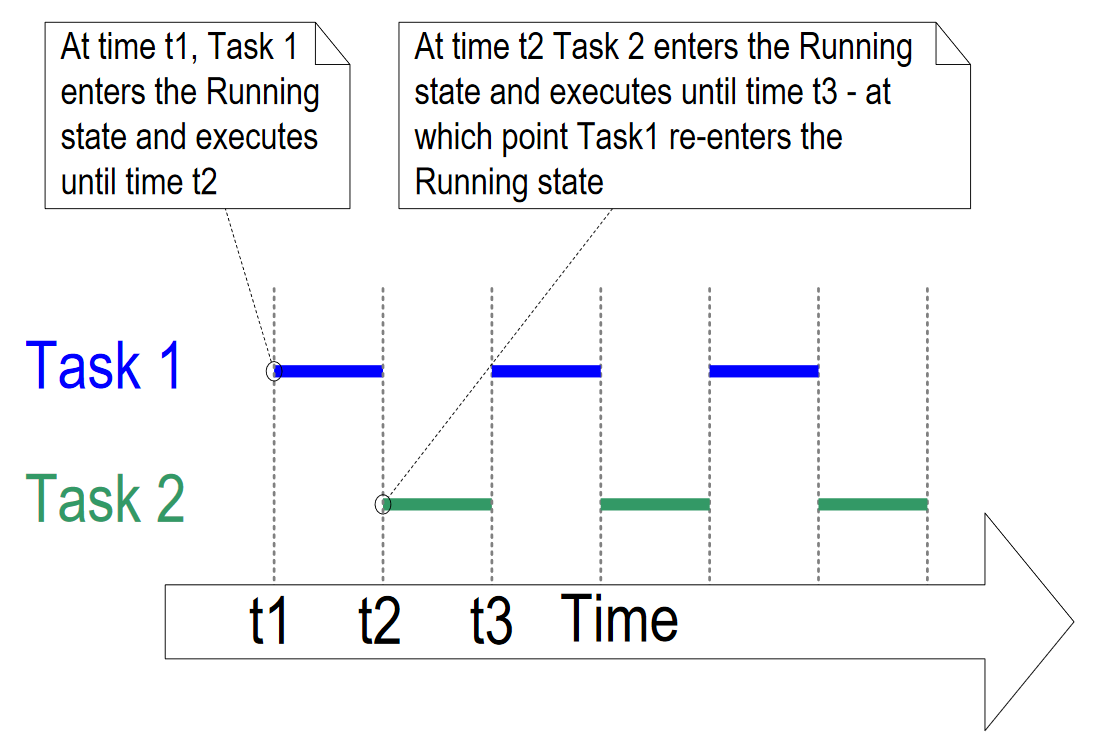 At time t1, Task 1
enters the Running
state and executes
until time t2
At time t2 Task 2 enters the Running
state and executes until time t3 - at
which point Task1 re-enters the
Running state
Task 1
Task 2
t1 t2 t3 Time